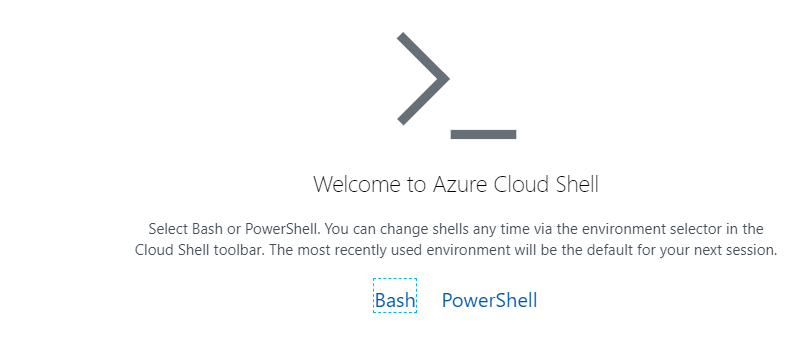 Welcome to Azure Cloud Shell
Select Bash or PowerShell. You can change shells any time via the environment selector in the
Cloud Shell toolbar. The most recently used environment will be the default for your next session.
Bash PowerShell